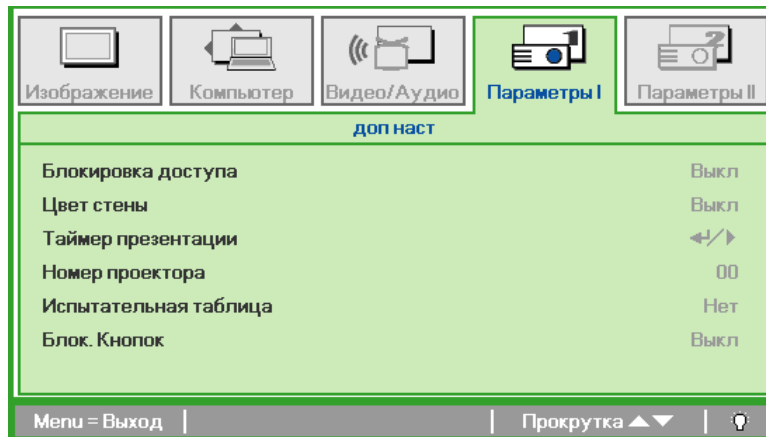 Изображение
Компьютер
Видео/Аудио
Параметры I
Параметры II
доп наст
Блокировка доступа Выкл
Цвет стены Выкл
Таймер презентации
Номер проектора 00
Испытательная таблица Нет
Блок. Кнопок Выкл
Menu = Выход Прокрутка